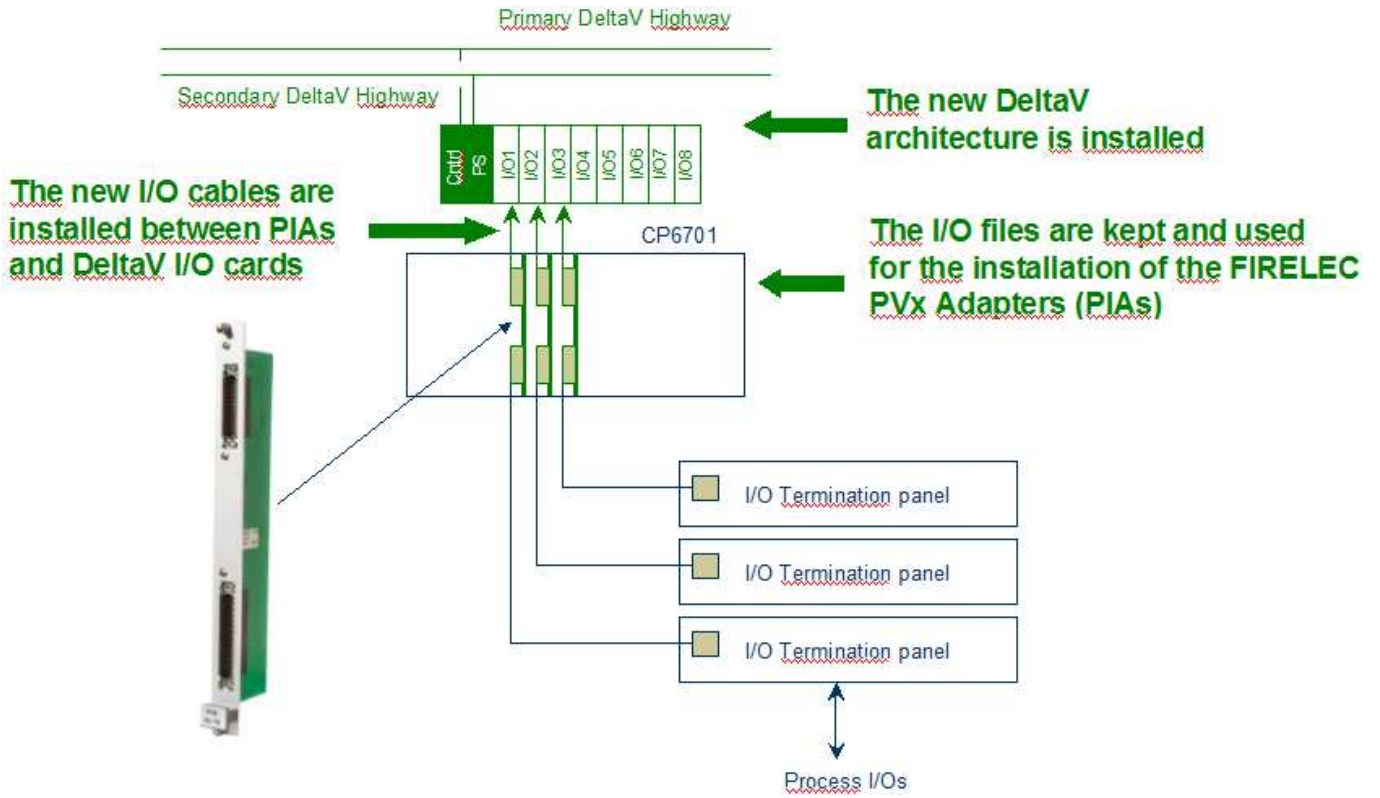 Primary DeltaV Highway
Secondary DeltaV Highway
The new DeltaV
architecture is installed
Cntd
PS
I/O1
I/O2
I/O3
I/O4
I/O5
I/O6
I/O7
I/O8
The new I/O cables are
installed between PIAs
and DeltaV I/O cards
CP6701
The I/O files are kept and used
for the installation of the FIRELEC
PVx Adapters (PIAs)
I/O Termination panel
I/O Termination panel
I/O Termination panel
Process I/Os